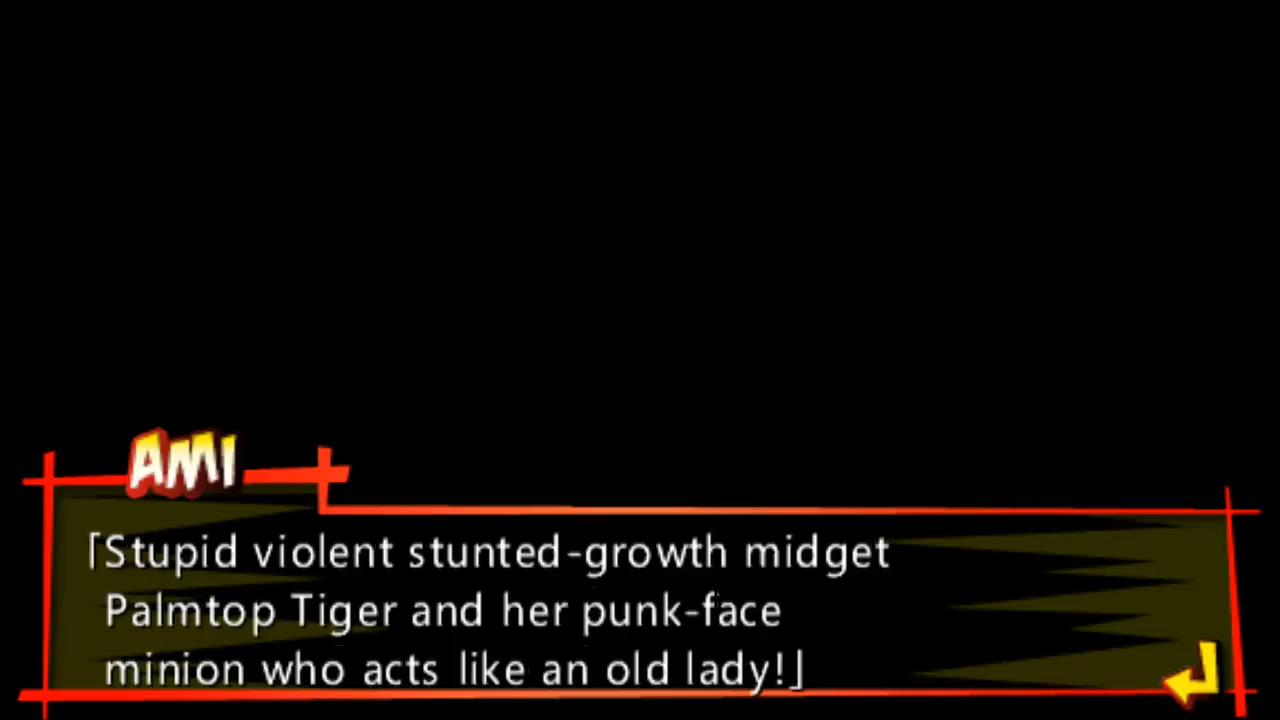 AMI
「Stupid violent stunted-growth midget
Palmtop Tiger and her punk-face
minion who acts like an old lady!」